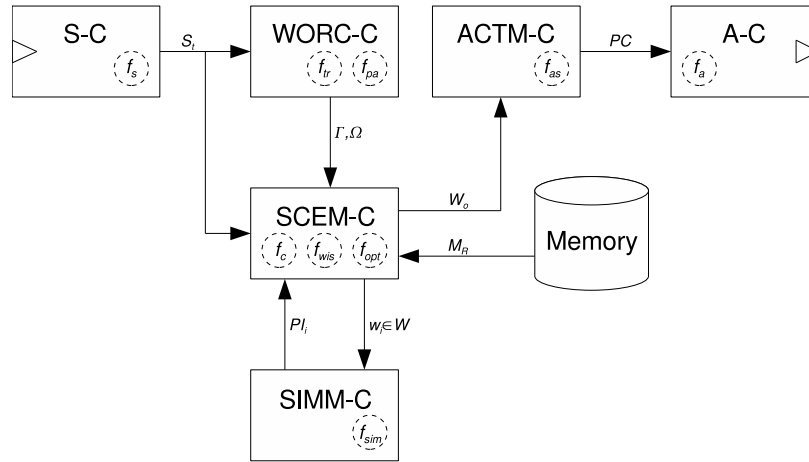 S-C
S_t
WORC-C
ACTM-C
PC
A-C
f_s
f_tr
f_pa
f_as
f_a
Γ,Ω
SCEM-C
W_o
f_c
f_wis
f_opt
M_R
Memory
PI_i
w_i∈W
SIMM-C
f_sim